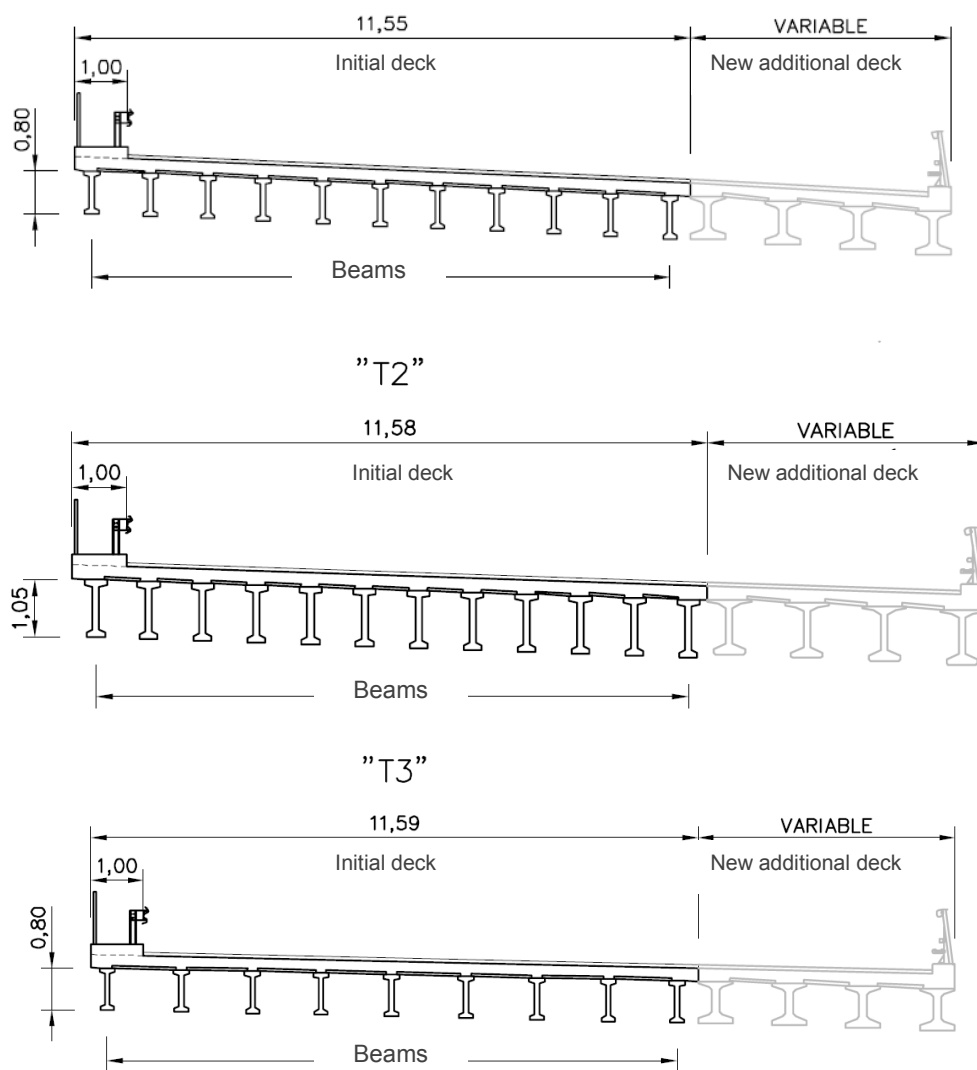 11,55 VARIABLE
Initial deck New additional deck
1,00
0,80
Beams
"T2"
11,58 VARIABLE
Initial deck New additional deck
1,00
1,05
Beams
"T3"
11,59 VARIABLE
Initial deck New additional deck
1,00
0,80
Beams